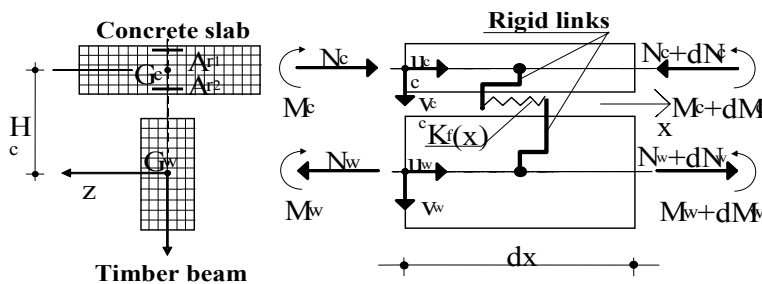 Concrete slab
Rigid links
Ar1
Gc
Ar2
Hc
Gw
z
Timber beam
Nc
uc
Nc+dNc
Mc
vc
x
Mc+dMc
Kf(x)
Nw
uw
Nw+dNw
Mw
vw
Mw+dMw
dx